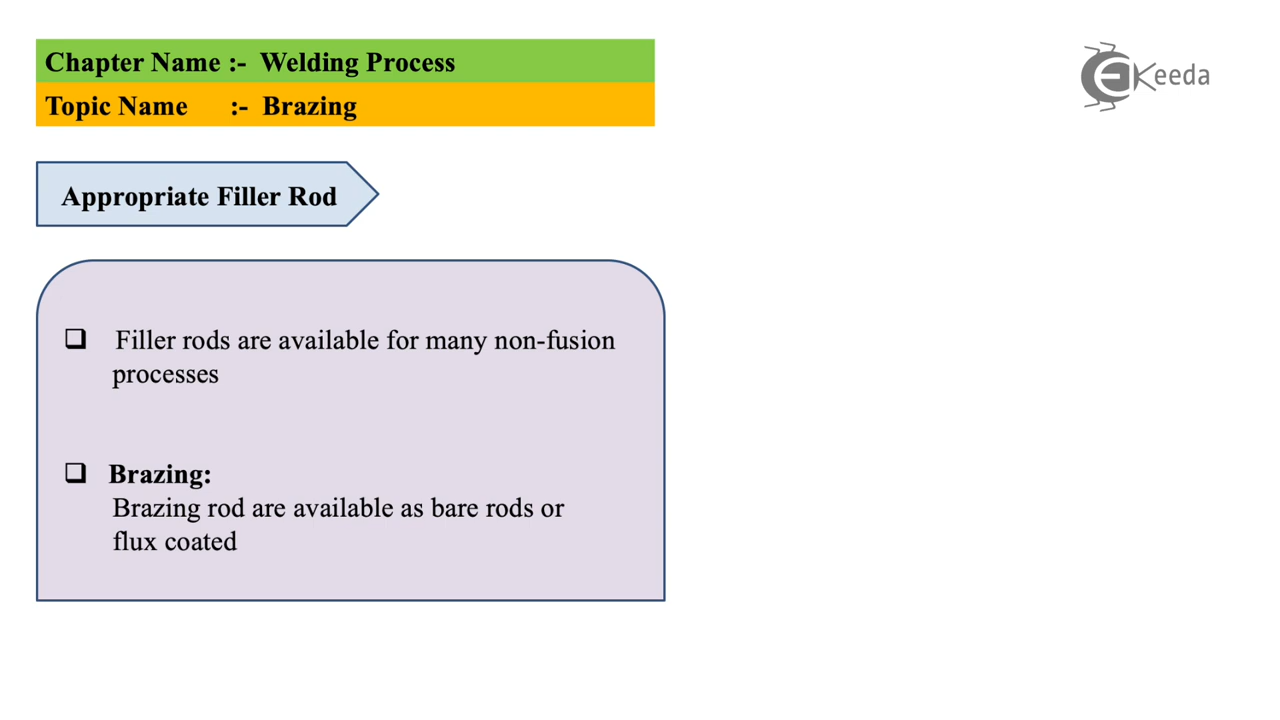 Chapter Name :- Welding Process
Topic Name :- Brazing
EKeeda
Appropriate Filler Rod
Filler rods are available for many non-fusion
processes
Brazing:
Brazing rod are available as bare rods or
flux coated